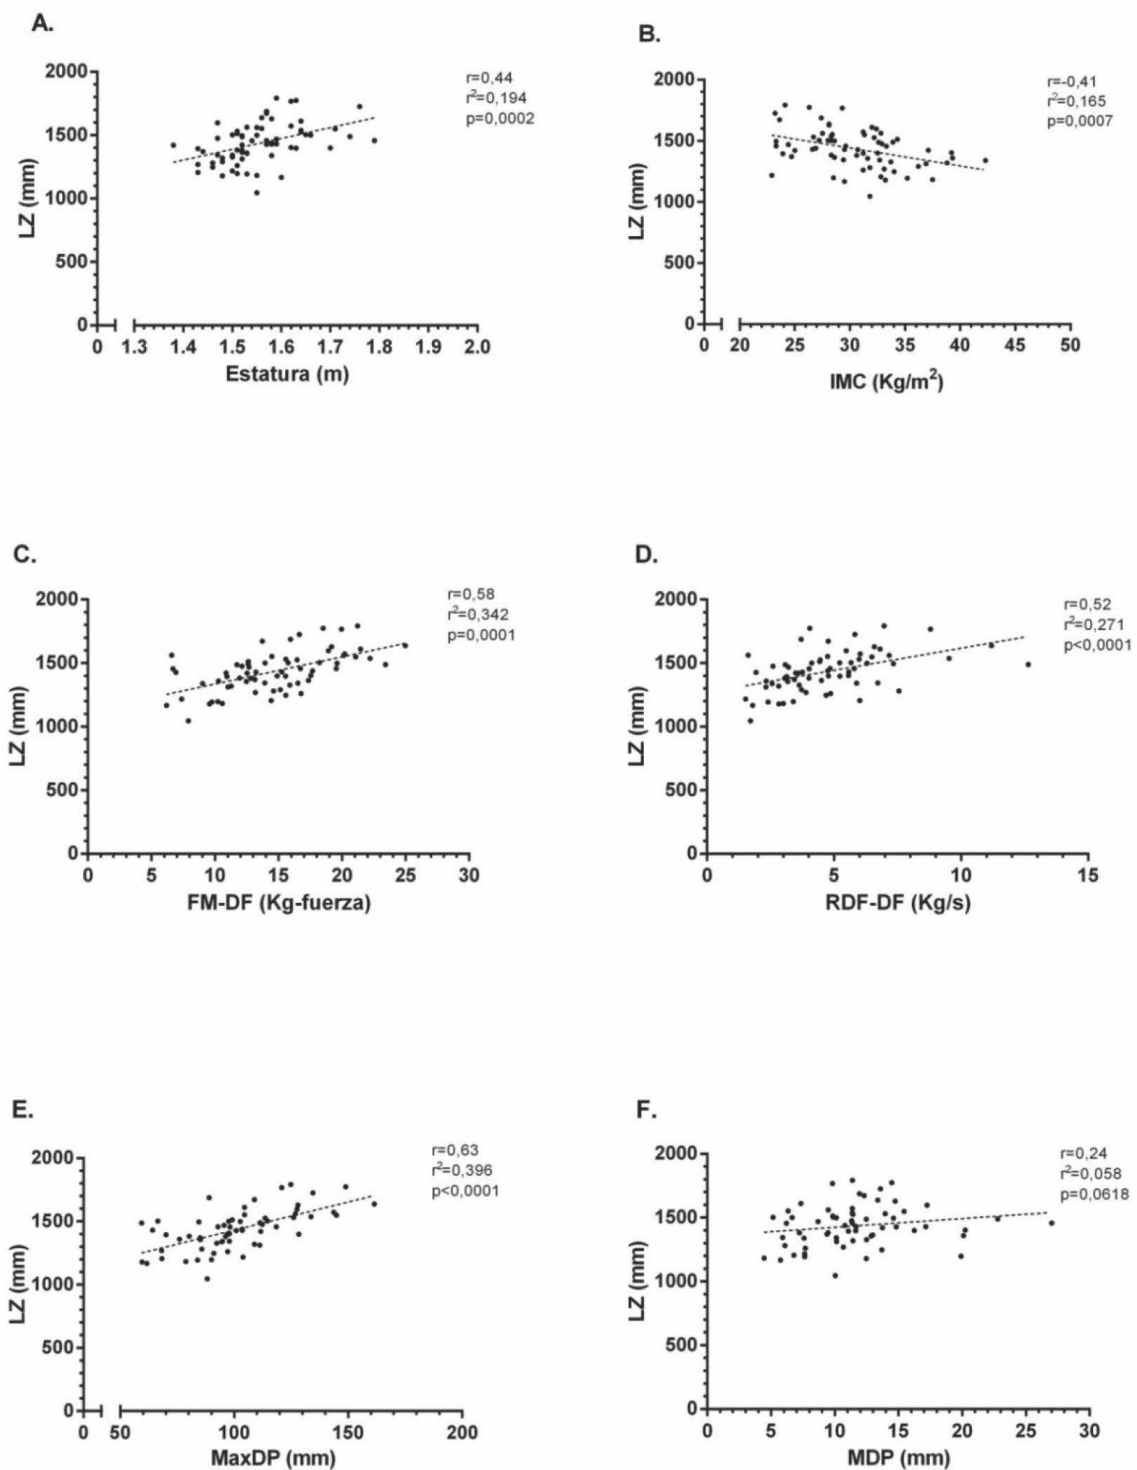 A.
r=0,44
r²=0,194
p=0,0002
2000
1500
1000
500
0
LZ (mm)
0 1.3 1.4 1.5 1.6 1.7 1.8 1.9 2.0
Estatura (m)
B.
r=-0,41
r²=0,165
p=0,0007
2000
1500
1000
500
0
LZ (mm)
0 20 25 30 35 40 45 50
IMC (Kg/m²)
C.
r=0,58
r²=0,342
p=0,0001
2000
1500
1000
500
0
LZ (mm)
0 5 10 15 20 25 30
FM-DF (Kg-fuerza)
D.
r=0,52
r²=0,271
p<0,0001
2000
1500
1000
500
0
LZ (mm)
0 5 10 15
RDF-DF (Kg/s)
E.
r=0,63
r²=0,396
p<0,0001
2000
1500
1000
500
0
LZ (mm)
0 50 100 150 200
MaxDP (mm)
F.
r=0,24
r²=0,058
p=0,0618
2000
1500
1000
500
0
LZ (mm)
0 5 10 15 20 25 30
MDP (mm)